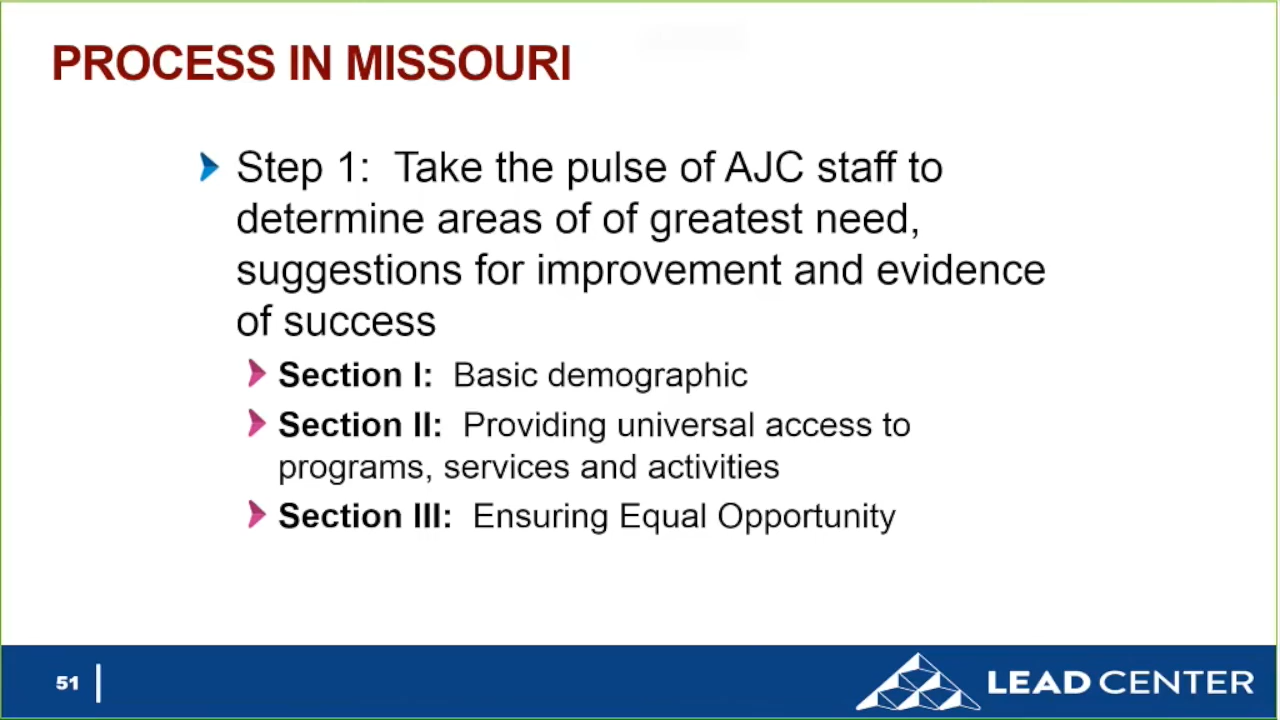 PROCESS IN MISSOURI
Step 1:  Take the pulse of AJC staff to
determine areas of of greatest need,
suggestions for improvement and evidence
of success
Section I:  Basic demographic
Section II:  Providing universal access to
programs, services and activities
Section III:  Ensuring Equal Opportunity
51
LEAD CENTER